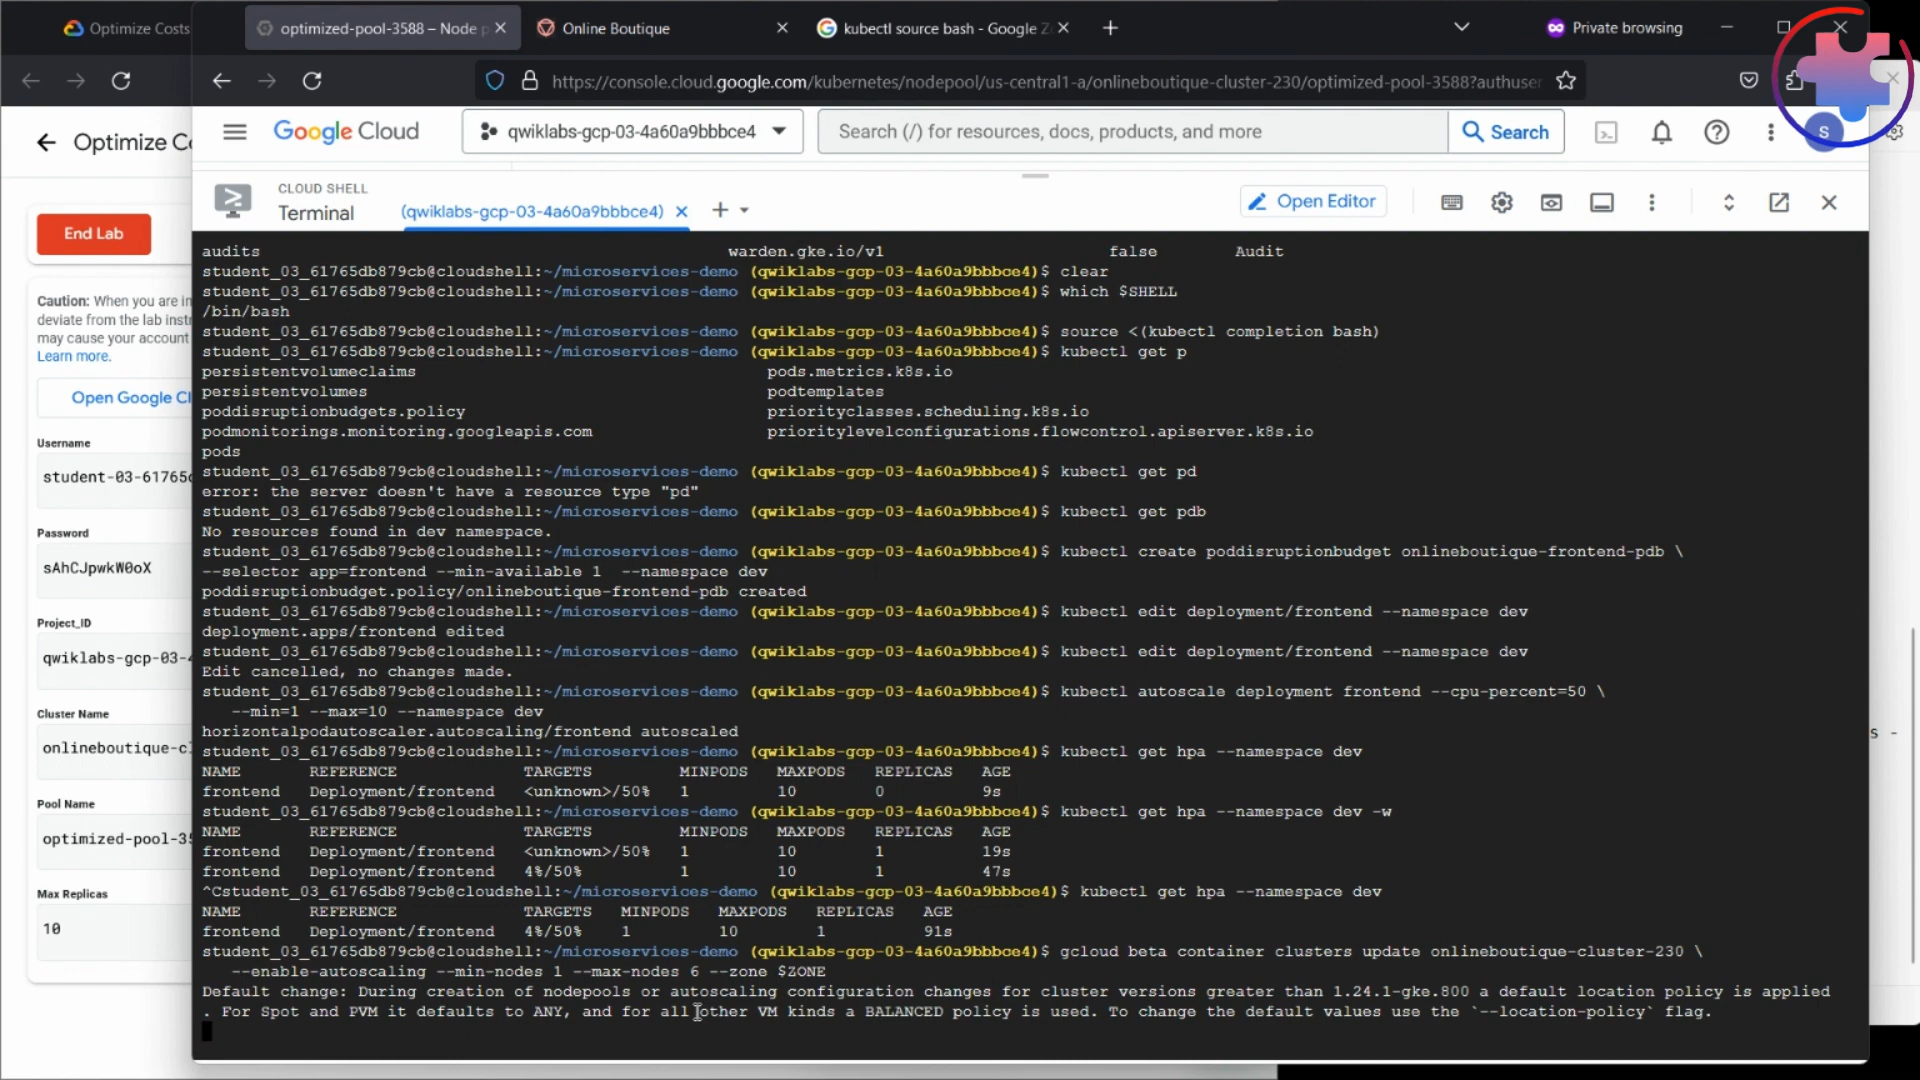 Optimize Costs
optimized-pool-3588 – Node p
Online Boutique
kubectl source bash - Google
Private browsing
https://console.cloud.google.com/kubernetes/nodepool/us-central1-a/onlineboutique-cluster-230/optimized-pool-3588?authuser
Optimize Co
Google Cloud
qwiklabs-gcp-03-4a60a9bbbce4
Search (/) for resources, docs, products, and more
Search
S
CLOUD SHELL
Terminal
(qwiklabs-gcp-03-4a60a9bbbce4)
Open Editor
End Lab
Caution: When you are in
deviate from the lab instr
may cause your account
Learn more.
Open Google Cl
Username
student-03-61765
Password
sAhCJpwkW0oX
Project_ID
qwiklabs-gcp-03-4
Cluster Name
onlineboutique-cl
Pool Name
optimized-pool-35
Max Replicas
10
audits warden.gke.io/v1 false Audit
student_03_61765db879cb@cloudshell:~/microservices-demo (qwiklabs-gcp-03-4a60a9bbbce4)$ clear
student_03_61765db879cb@cloudshell:~/microservices-demo (qwiklabs-gcp-03-4a60a9bbbce4)$ which $SHELL
/bin/bash
student_03_61765db879cb@cloudshell:~/microservices-demo (qwiklabs-gcp-03-4a60a9bbbce4)$ source <(kubectl completion bash)
student_03_61765db879cb@cloudshell:~/microservices-demo (qwiklabs-gcp-03-4a60a9bbbce4)$ kubectl get p
persistentvolumeclaims pods.metrics.k8s.io
persistentvolumes podtemplates
poddisruptionbudgets.policy priorityclasses.scheduling.k8s.io
podmonitorings.monitoring.googleapis.com prioritylevelconfigurations.flowcontrol.apiserver.k8s.io
pods
student_03_61765db879cb@cloudshell:~/microservices-demo (qwiklabs-gcp-03-4a60a9bbbce4)$ kubectl get pd
error: the server doesn't have a resource type "pd"
student_03_61765db879cb@cloudshell:~/microservices-demo (qwiklabs-gcp-03-4a60a9bbbce4)$ kubectl get pdb
No resources found in dev namespace.
student_03_61765db879cb@cloudshell:~/microservices-demo (qwiklabs-gcp-03-4a60a9bbbce4)$ kubectl create poddisruptionbudget onlineboutique-frontend-pdb \
--selector app=frontend --min-available 1 --namespace dev
poddisruptionbudget.policy/onlineboutique-frontend-pdb created
student_03_61765db879cb@cloudshell:~/microservices-demo (qwiklabs-gcp-03-4a60a9bbbce4)$ kubectl edit deployment/frontend --namespace dev
deployment.apps/frontend edited
student_03_61765db879cb@cloudshell:~/microservices-demo (qwiklabs-gcp-03-4a60a9bbbce4)$ kubectl edit deployment/frontend --namespace dev
Edit cancelled, no changes made.
student_03_61765db879cb@cloudshell:~/microservices-demo (qwiklabs-gcp-03-4a60a9bbbce4)$ kubectl autoscale deployment frontend --cpu-percent=50 \
--min=1 --max=10 --namespace dev
horizontalpodautoscaler.autoscaling/frontend autoscaled
student_03_61765db879cb@cloudshell:~/microservices-demo (qwiklabs-gcp-03-4a60a9bbbce4)$ kubectl get hpa --namespace dev
NAME REFERENCE TARGETS MINPODS MAXPODS REPLICAS AGE
frontend Deployment/frontend <unknown>/50% 1 10 0 9s
student_03_61765db879cb@cloudshell:~/microservices-demo (qwiklabs-gcp-03-4a60a9bbbce4)$ kubectl get hpa --namespace dev -w
NAME REFERENCE TARGETS MINPODS MAXPODS REPLICAS AGE
frontend Deployment/frontend <unknown>/50% 1 10 1 19s
frontend Deployment/frontend 4%/50% 1 10 1 47s
^Cstudent_03_61765db879cb@cloudshell:~/microservices-demo (qwiklabs-gcp-03-4a60a9bbbce4)$ kubectl get hpa --namespace dev
NAME REFERENCE TARGETS MINPODS MAXPODS REPLICAS AGE
frontend Deployment/frontend 4%/50% 1 10 1 91s
student_03_61765db879cb@cloudshell:~/microservices-demo (qwiklabs-gcp-03-4a60a9bbbce4)$ gcloud beta container clusters update onlineboutique-cluster-230 \
--enable-autoscaling --min-nodes 1 --max-nodes 6 --zone $ZONE
Default change: During creation of nodepools or autoscaling configuration changes for cluster versions greater than 1.24.1-gke.800 a default location policy is applied
. For Spot and PVM it defaults to ANY, and for all other VM kinds a BALANCED policy is used. To change the default values use the `--location-policy` flag.
s -